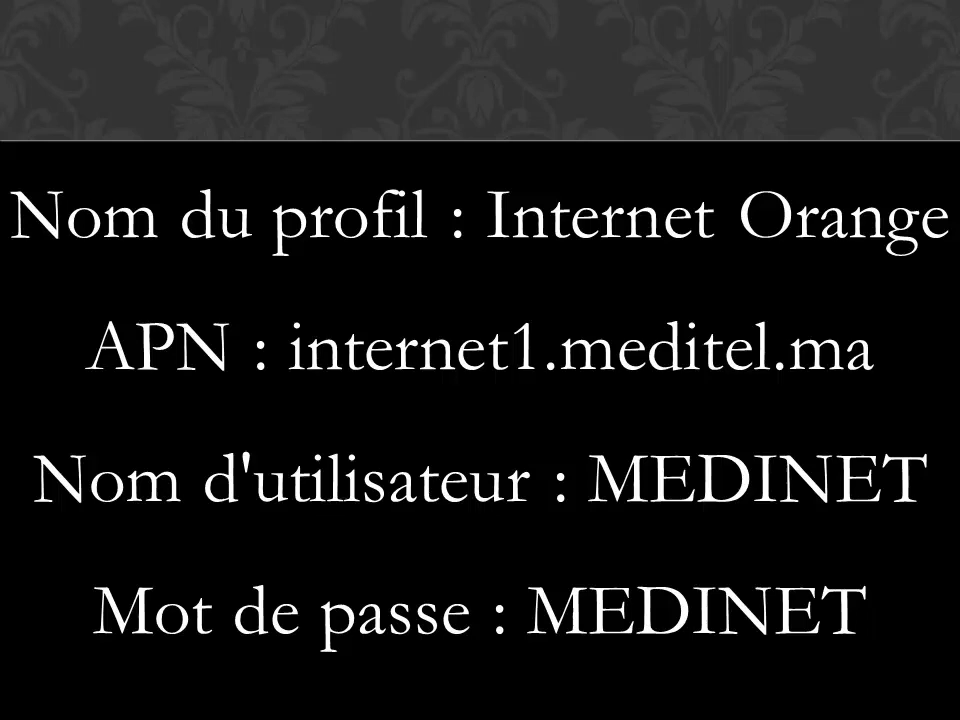 Nom du profil : Internet Orange
APN : internet1.meditel.ma
Nom d'utilisateur : MEDINET
Mot de passe : MEDINET